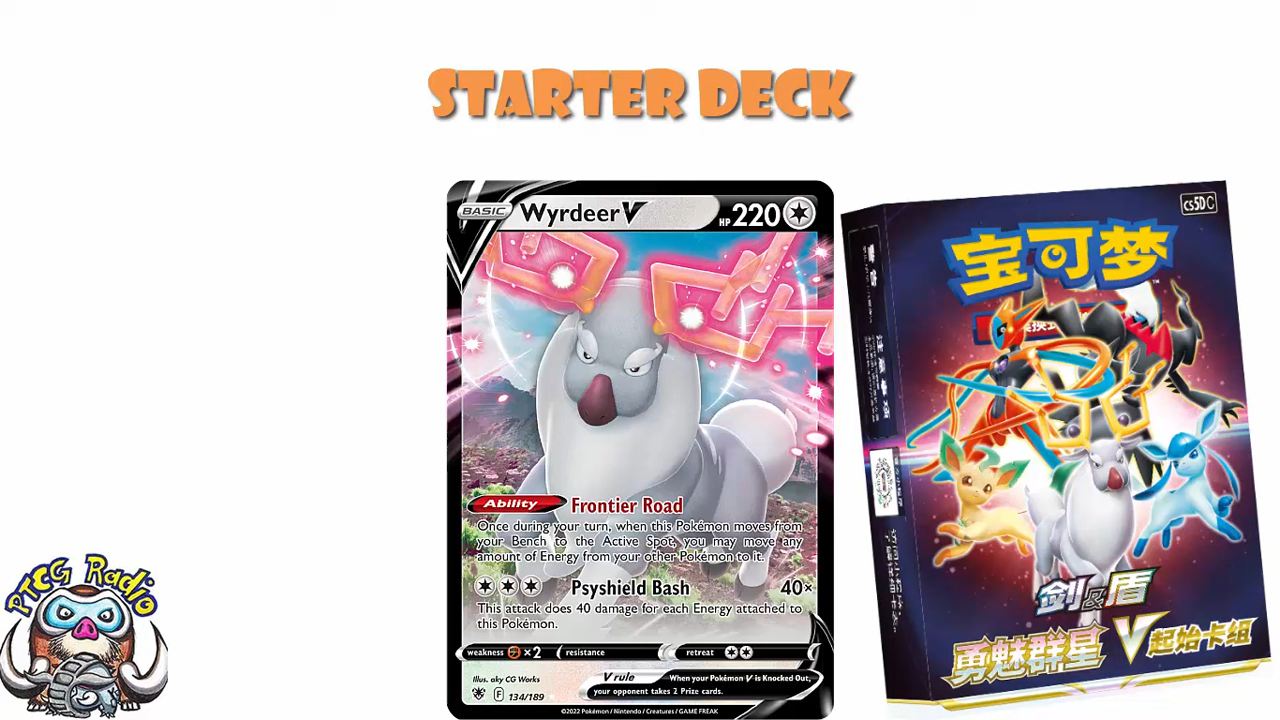 STARTER DECK
BASIC Wyrdeer V HP 220
Ability Frontier Road
Once during your turn, when this Pokémon moves from
your Bench to the Active Spot, you may move any
amount of Energy from your other Pokémon to it.
Psyshield Bash 40×
This attack does 40 damage for each Energy attached to
this Pokémon.
weakness ×2 resistance retreat
Illus. aky CG Works
F 134/189
V rule When your Pokémon V is Knocked Out,
your opponent takes 2 Prize cards.
©2022 Pokémon / Nintendo / Creatures / GAME FREAK
cs5DC
宝可梦
剑&盾
勇魅群星 V 起始卡组
PTCG Radio